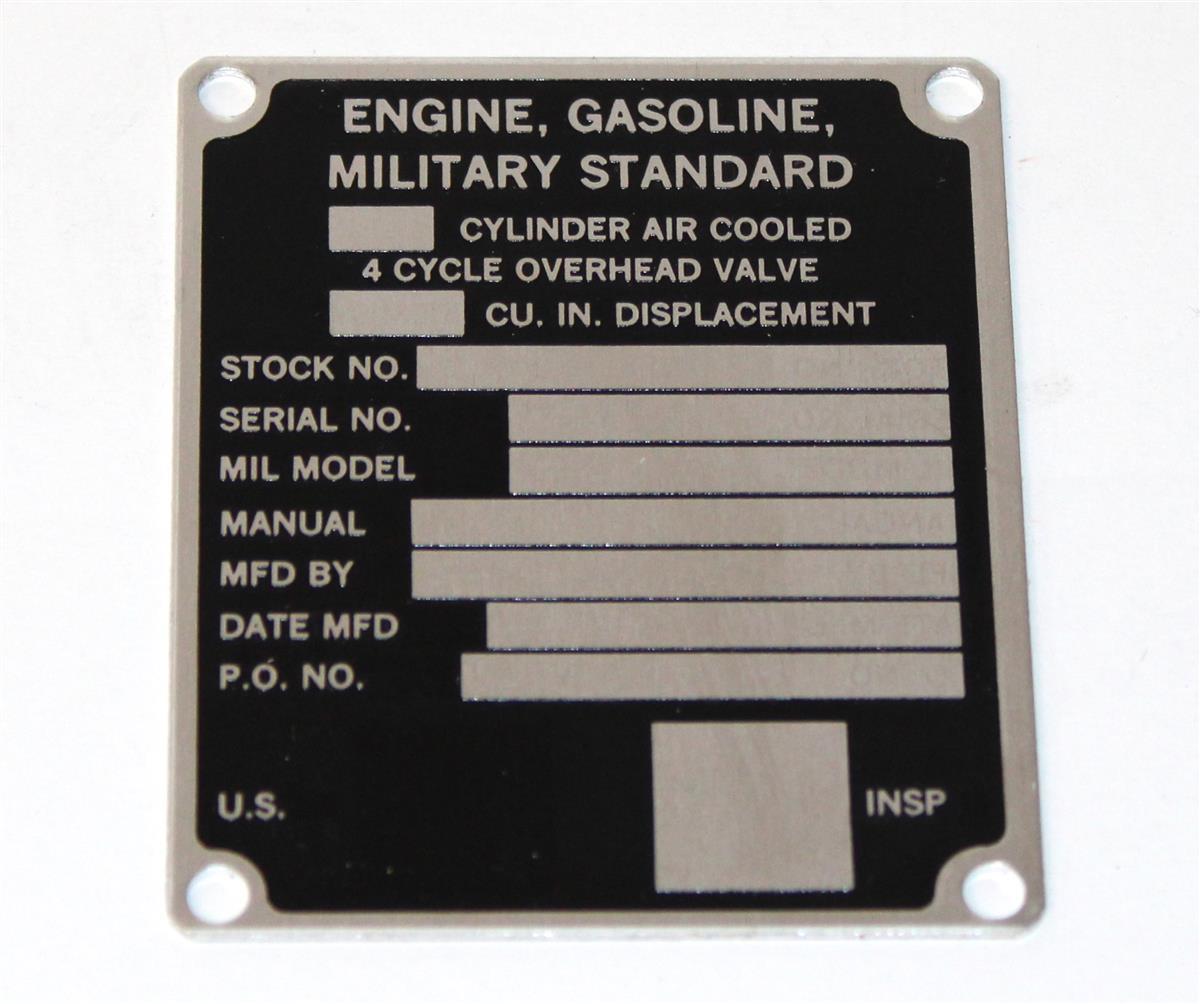 ENGINE, GASOLINE,
MILITARY STANDARD
CYLINDER AIR COOLED
4 CYCLE OVERHEAD VALVE
CU. IN. DISPLACEMENT
STOCK NO.
SERIAL NO.
MIL MODEL
MANUAL
MFD BY
DATE MFD
P.O. NO.
U.S. INSP